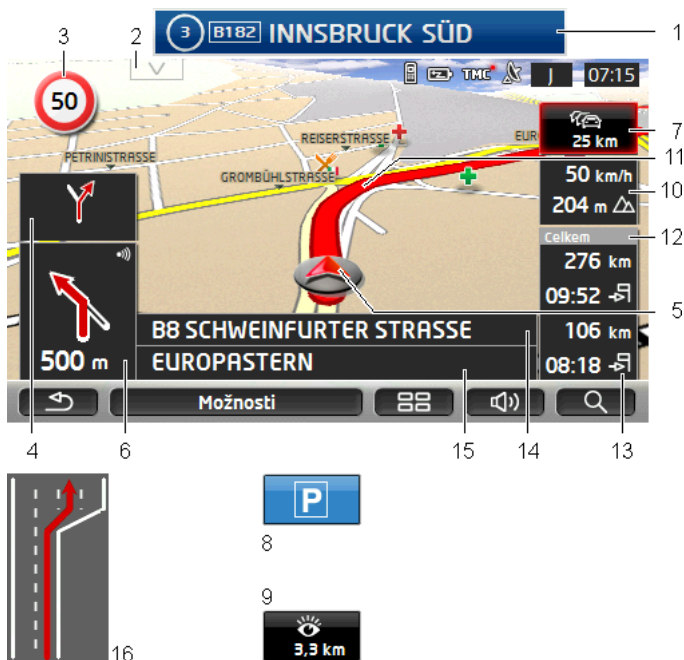 3 B182 INNSBRUCK SÜD
1
3
2
50
TMC
J
07:15
25 km
7
REISERSTRASSE
EUR
11
PETRINISTRASSE
GROMBÜHLSTRASSE
50 km/h
10
204 m
Celkem
12
276 km
09:52
5
B8 SCHWEINFURTER STRASSE
106 km
500 m
EUROPASTERN
08:18
Možnosti
4
6
15
14
13
P
8
9
3,3 km
16